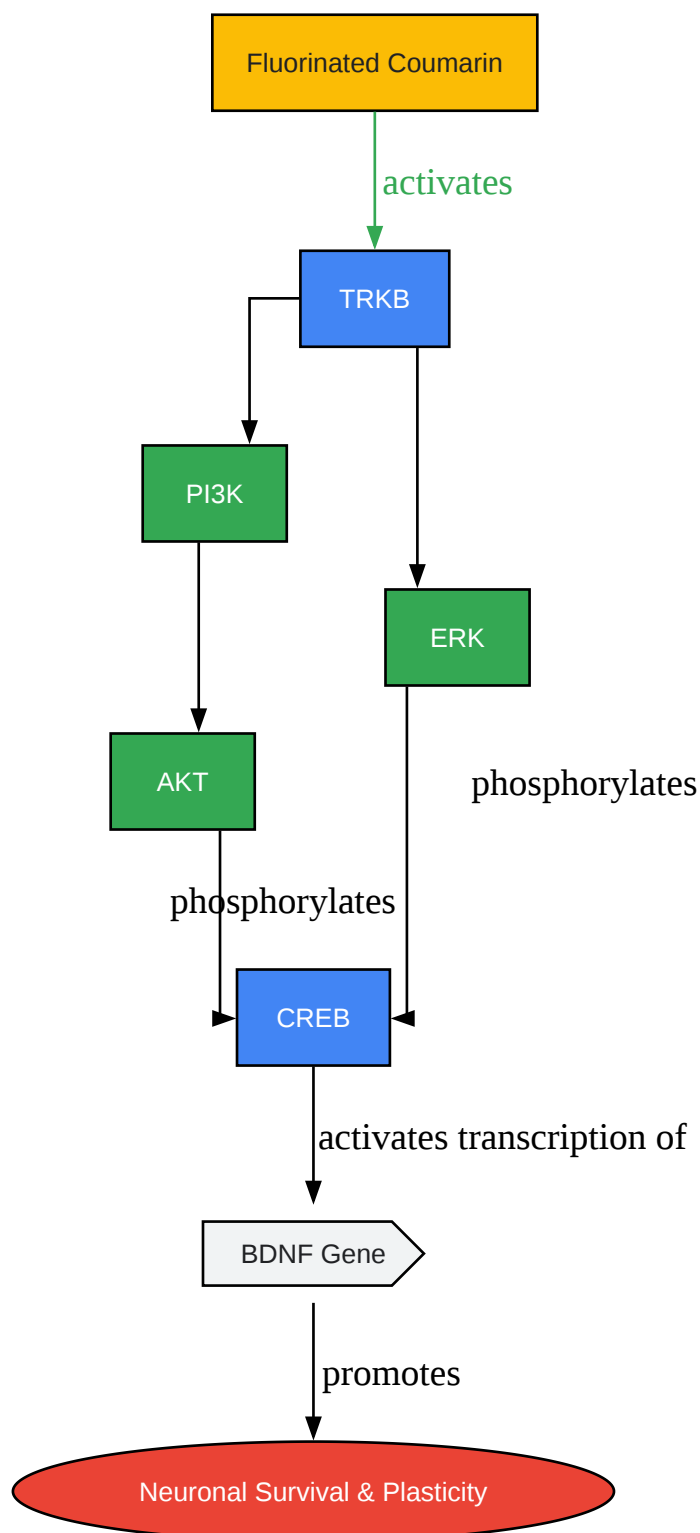 Fluorinated Coumarin
activates
TRKB
PI3K
ERK
AKT
phosphorylates
phosphorylates
CREB
activates transcription of
BDNF Gene
promotes
Neuronal Survival & Plasticity